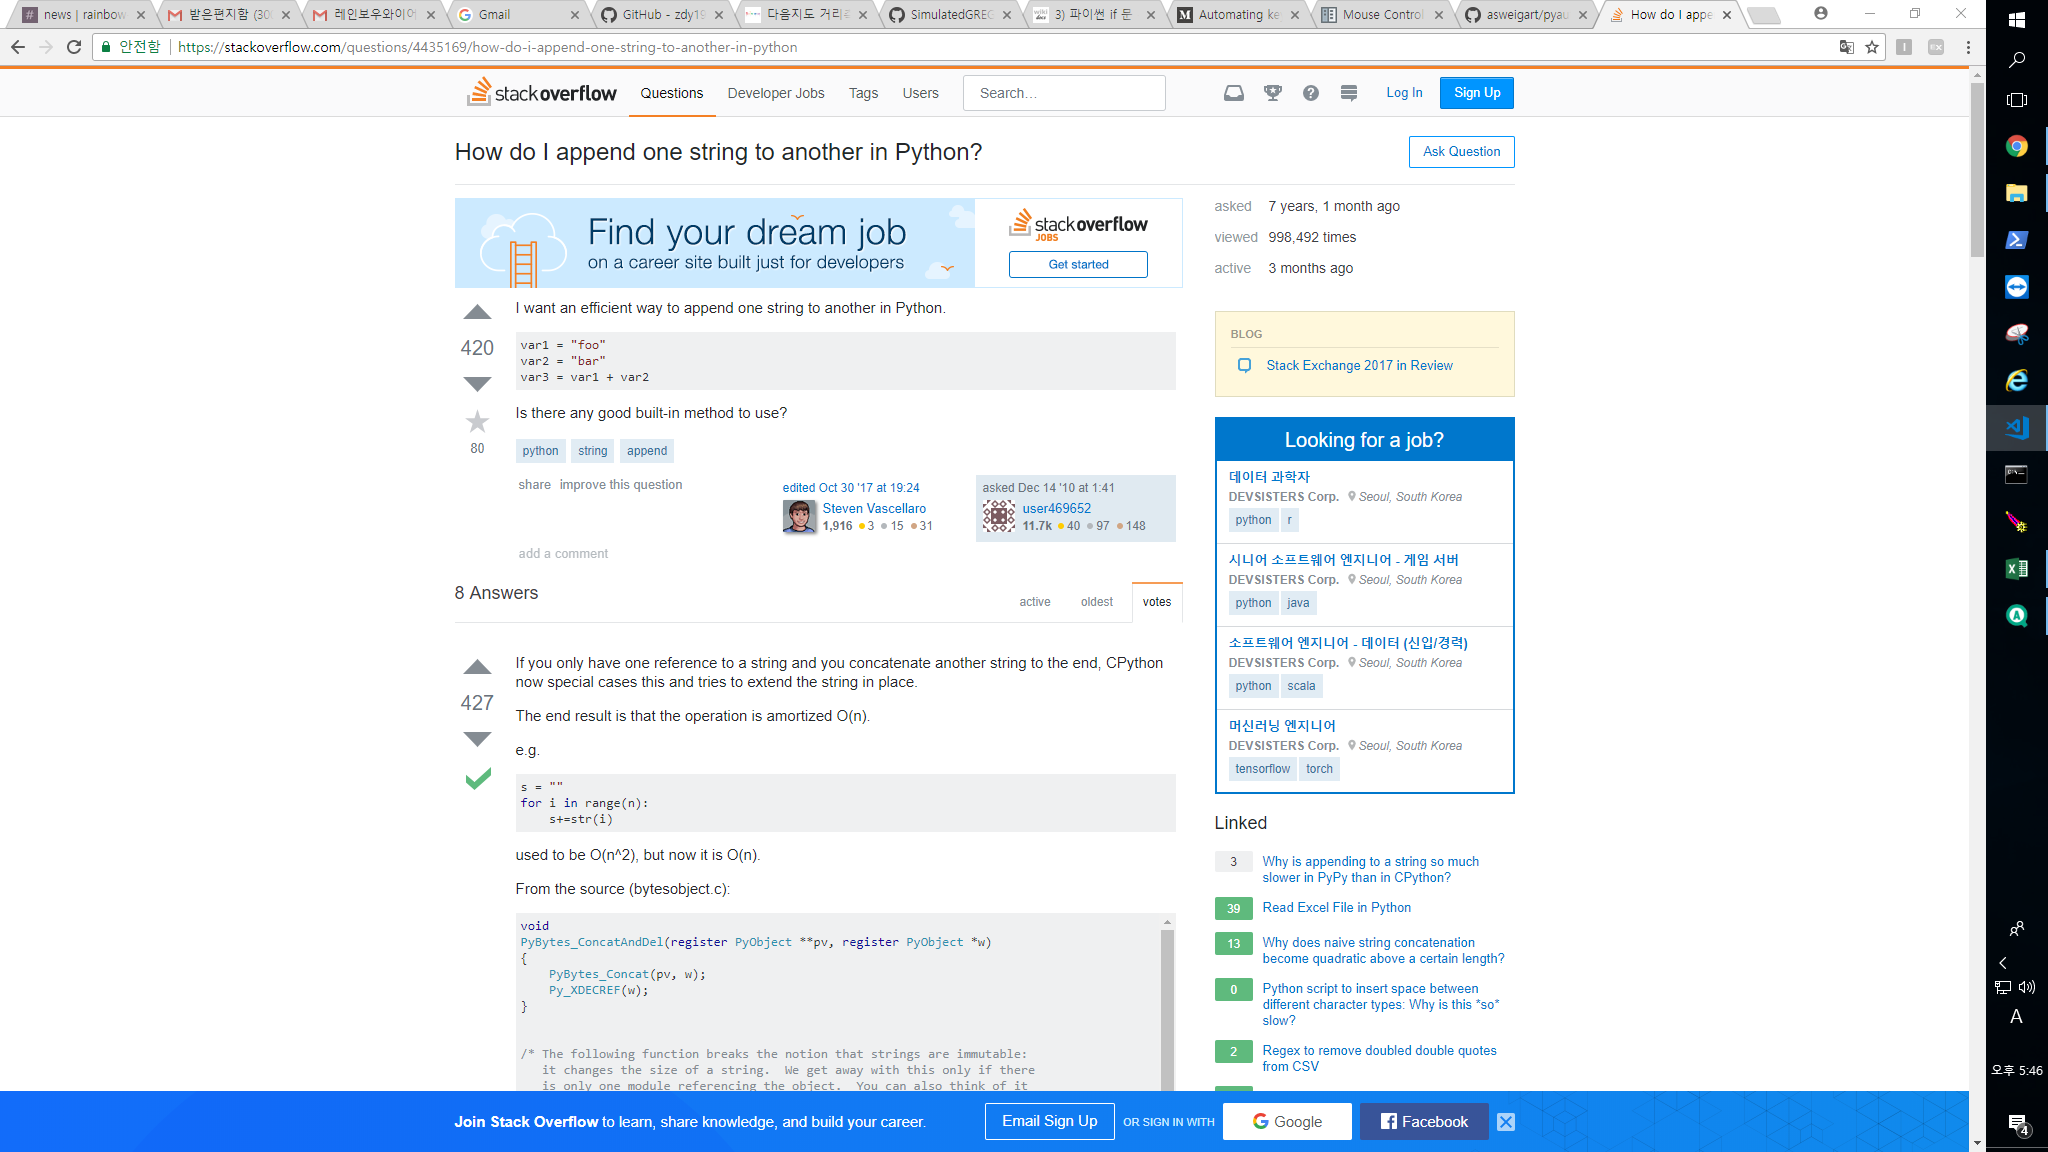 news | rainbow
받은편지함 (30
레인보우와이어
Gmail
GitHub - zdy19
다음지도 거리
SimulatedGREG
3) 파이썬 if 문
Automating ke
Mouse Control
asweigart/pyau
How do I appe
안전함
https://stackoverflow.com/questions/4435169/how-do-i-append-one-string-to-another-in-python
stackoverflow
Questions
Developer Jobs
Tags
Users
Search...
Log In
Sign Up
How do I append one string to another in Python?
Ask Question
Find your dream job
on a career site built just for developers
stackoverflow
JOBS
Get started
asked 7 years, 1 month ago
viewed 998,492 times
active 3 months ago
I want an efficient way to append one string to another in Python.
420
var1 = "foo"
var2 = "bar"
var3 = var1 + var2
Is there any good built-in method to use?
80
python string append
share improve this question
edited Oct 30 '17 at 19:24
Steven Vascellaro
1,916 3 15 31
asked Dec 14 '10 at 1:41
user469652
11.7k 40 97 148
add a comment
BLOG
Stack Exchange 2017 in Review
Looking for a job?
데이터 과학자
DEVSISTERS Corp. Seoul, South Korea
python r
시니어 소프트웨어 엔지니어 - 게임 서버
DEVSISTERS Corp. Seoul, South Korea
python java
소프트웨어 엔지니어 - 데이터 (신입/경력)
DEVSISTERS Corp. Seoul, South Korea
python scala
머신러닝 엔지니어
DEVSISTERS Corp. Seoul, South Korea
tensorflow torch
8 Answers
active oldest votes
If you only have one reference to a string and you concatenate another string to the end, CPython
now special cases this and tries to extend the string in place.
427
The end result is that the operation is amortized O(n).
e.g.
s = ""
for i in range(n):
    s+=str(i)
used to be O(n^2), but now it is O(n).
From the source (bytesobject.c):
void
PyBytes_ConcatAndDel(register PyObject **pv, register PyObject *w)
{
    PyBytes_Concat(pv, w);
    Py_XDECREF(w);
}
/* The following function breaks the notion that strings are immutable:
   it changes the size of a string.  We get away with this only if there
   is only one module referencing the object.  You can also think of it
Linked
3 Why is appending to a string so much
slower in PyPy than in CPython?
39 Read Excel File in Python
13 Why does naive string concatenation
become quadratic above a certain length?
0 Python script to insert space between
different character types: Why is this *so*
slow?
2 Regex to remove doubled double quotes
from CSV
Join Stack Overflow to learn, share knowledge, and build your career.
Email Sign Up
OR SIGN IN WITH
Google
Facebook
A
오후 5:46
4